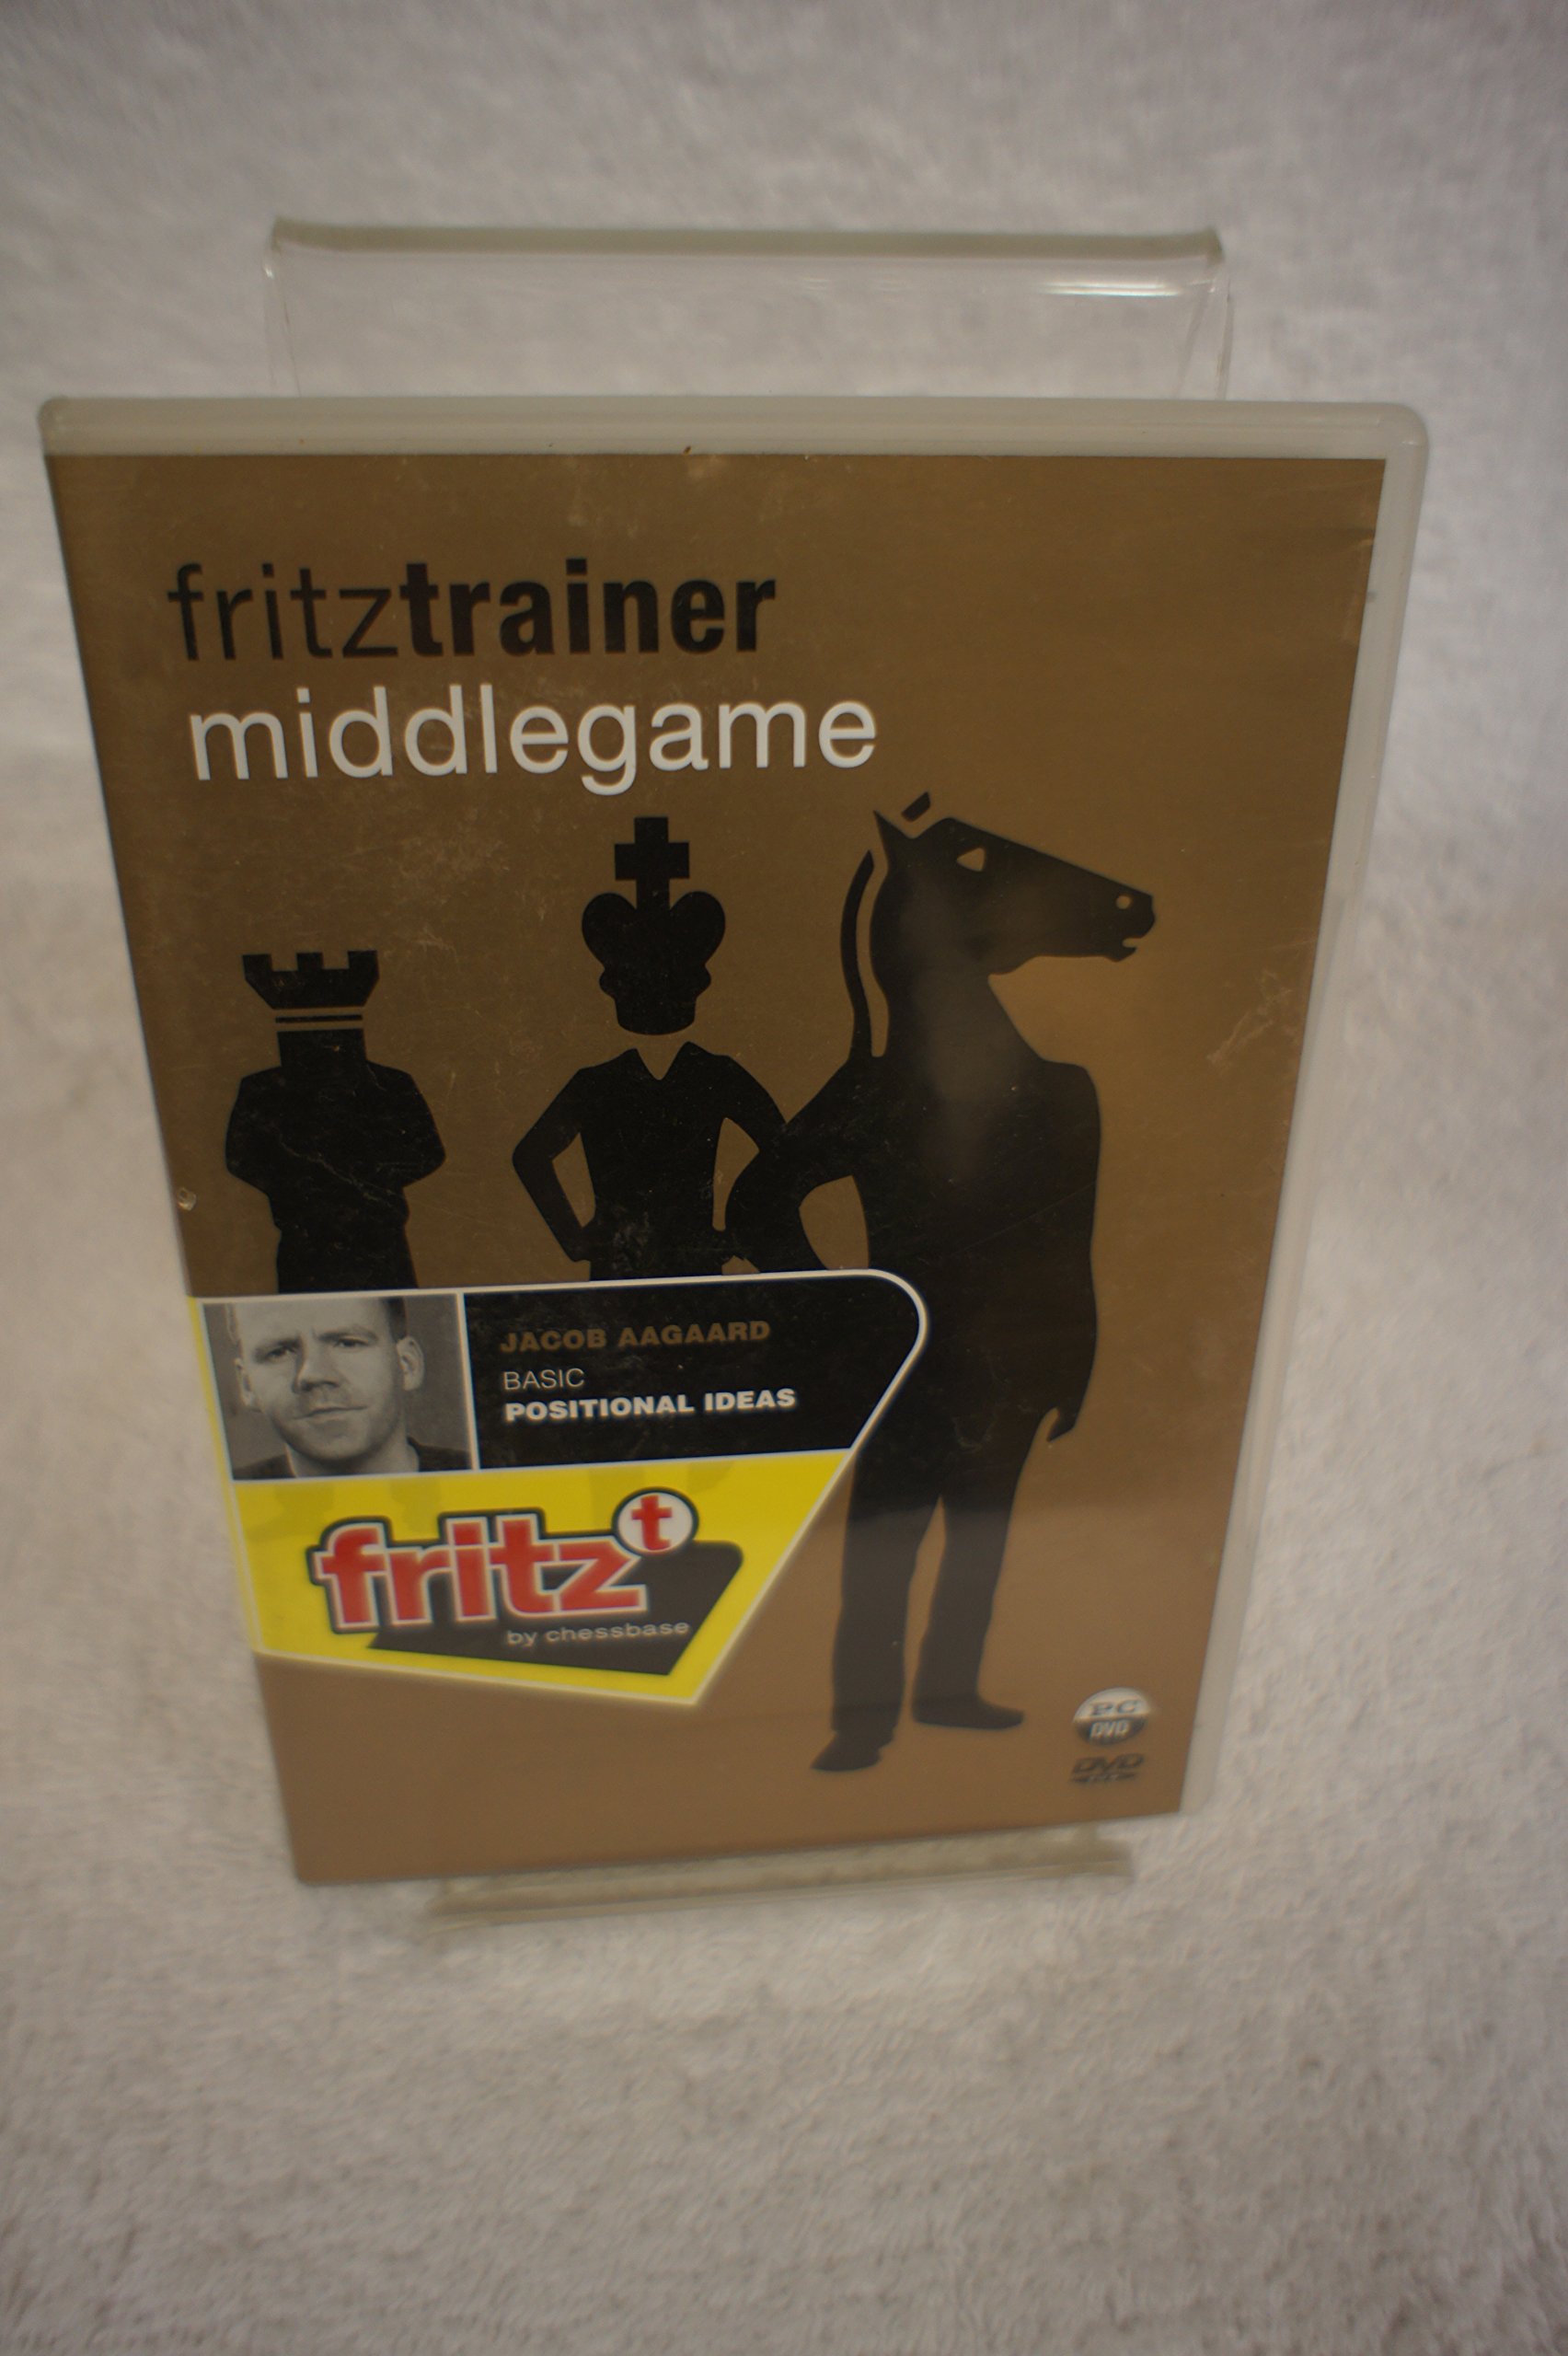 fritztrainer
middlegame
JACOB AAGAARD
BASIC
POSITIONAL IDEAS
fritz t
by chessbase
PC
DVD
DVD